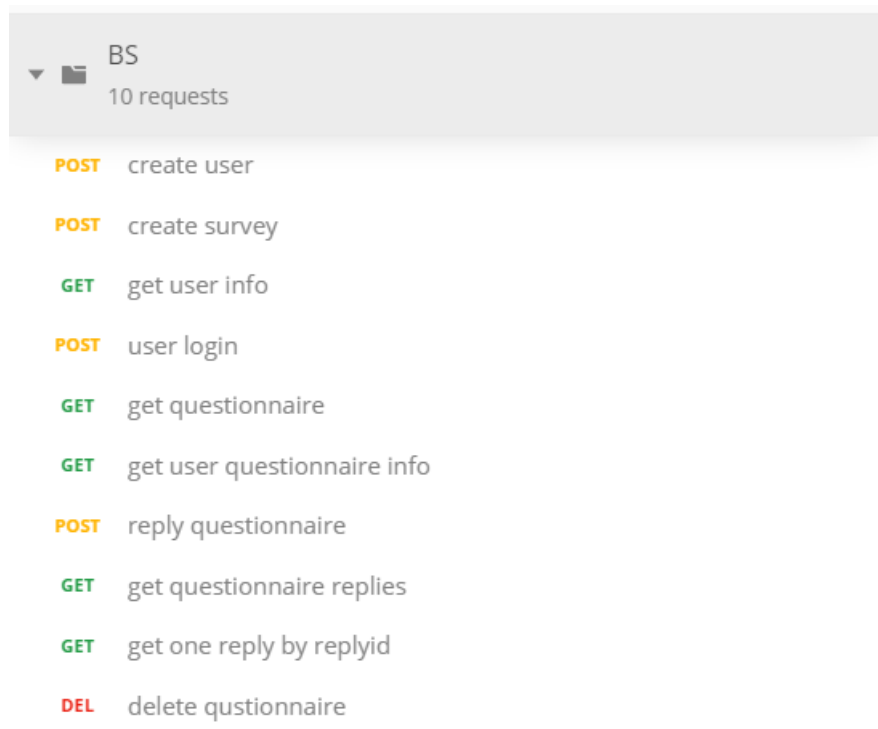 BS
10 requests
POST create user
POST create survey
GET get user info
POST user login
GET get questionnaire
GET get user questionnaire info
POST reply questionnaire
GET get questionnaire replies
GET get one reply by replyid
DEL delete qustionnaire